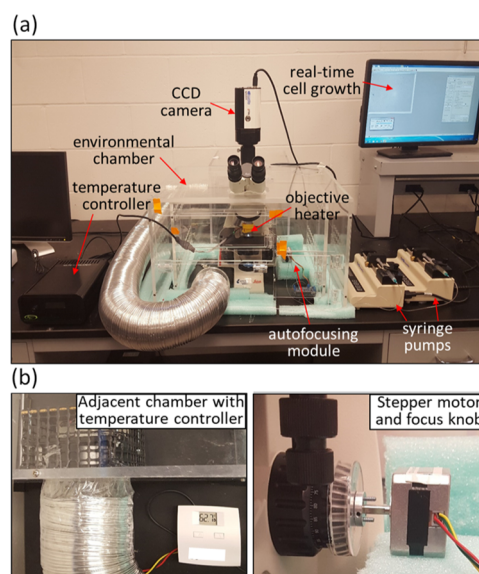 (a)
CCD
camera
real-time
cell growth
environmental
chamber
temperature
controller
objective
heater
autofocusing
module
syringe
pumps
(b)
Adjacent chamber with
temperature controller
Stepper motor
and focus knob